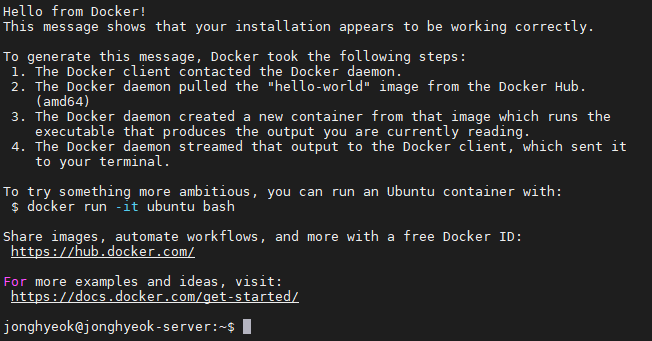 Hello from Docker!
This message shows that your installation appears to be working correctly.
To generate this message, Docker took the following steps:
1. The Docker client contacted the Docker daemon.
2. The Docker daemon pulled the "hello-world" image from the Docker Hub.
(amd64)
3. The Docker daemon created a new container from that image which runs the
executable that produces the output you are currently reading.
4. The Docker daemon streamed that output to the Docker client, which sent it
to your terminal.
To try something more ambitious, you can run an Ubuntu container with:
$ docker run -it ubuntu bash
Share images, automate workflows, and more with a free Docker ID:
https://hub.docker.com/
For more examples and ideas, visit:
https://docs.docker.com/get-started/
jonghyeok@jonghyeok-server:~$